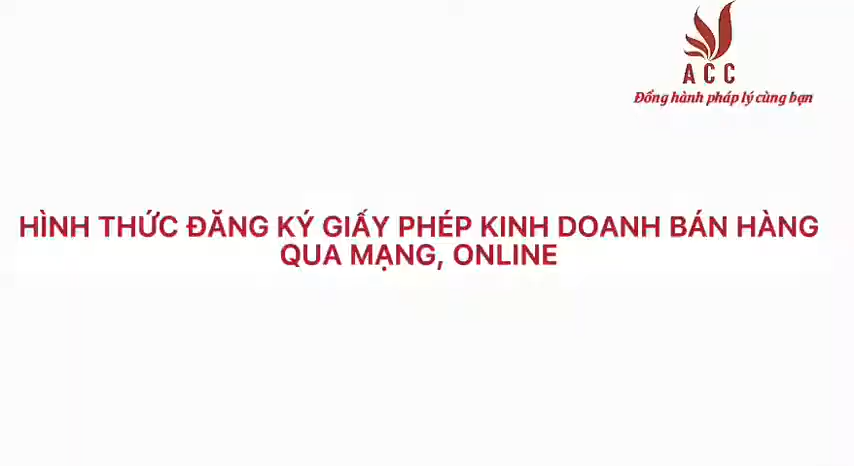 ACC
Đồng hành pháp lý cùng bạn
HÌNH THỨC ĐĂNG KÝ GIẤY PHÉP KINH DOANH BÁN HÀNG
QUA MẠNG, ONLINE